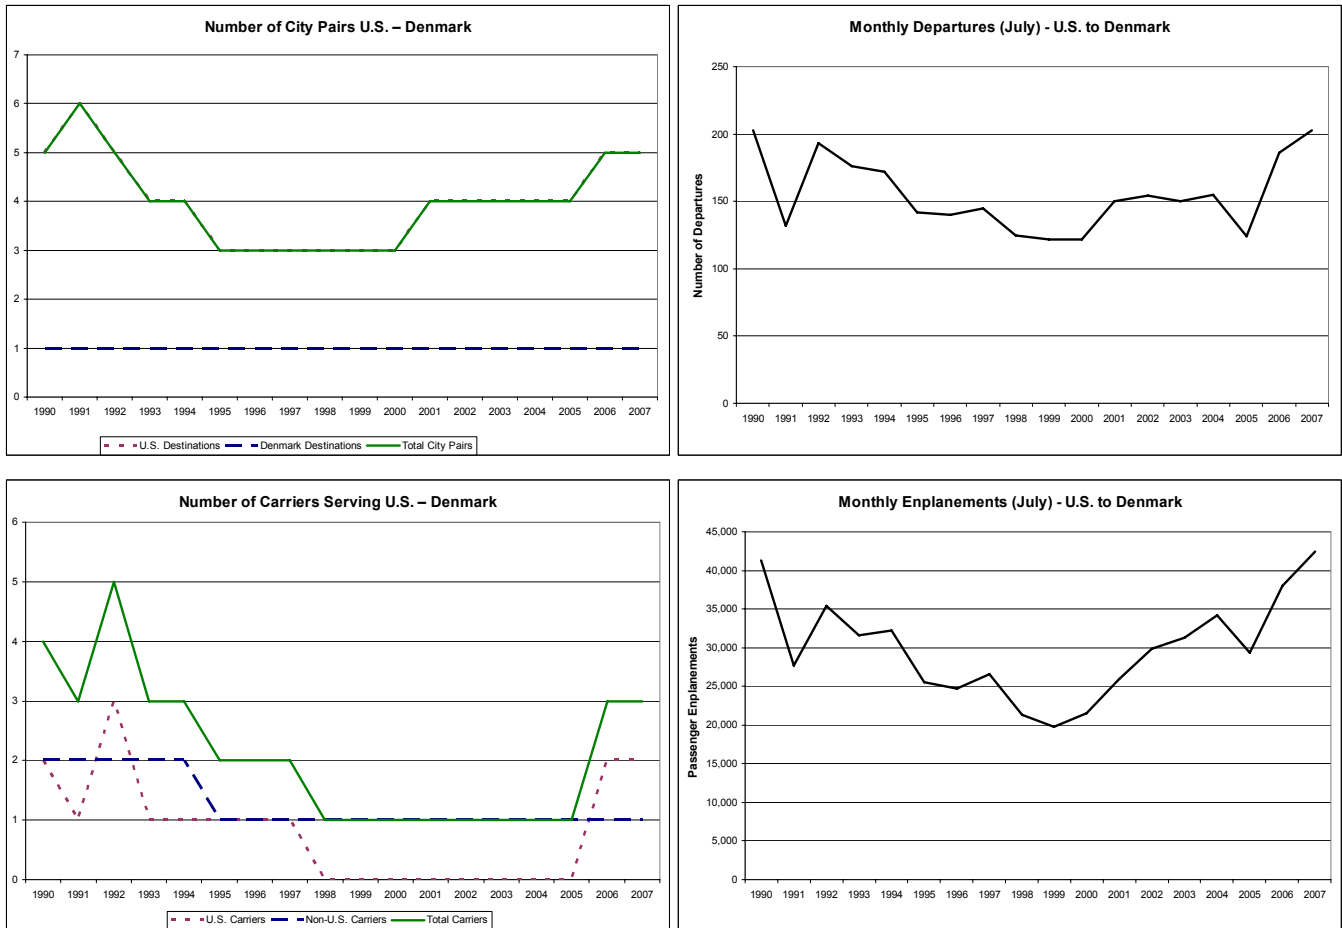 Number of City Pairs U.S. – Denmark
7
6
5
4
3
2
1
0
1990 1991 1992 1993 1994 1995 1996 1997 1998 1999 2000 2001 2002 2003 2004 2005 2006 2007
U.S. Destinations Denmark Destinations Total City Pairs
Monthly Departures (July) - U.S. to Denmark
Number of Departures
250
200
150
100
50
0
1990 1991 1992 1993 1994 1995 1996 1997 1998 1999 2000 2001 2002 2003 2004 2005 2006 2007
Number of Carriers Serving U.S. – Denmark
6
5
4
3
2
1
0
1990 1991 1992 1993 1994 1995 1996 1997 1998 1999 2000 2001 2002 2003 2004 2005 2006 2007
U.S. Carriers Non-U.S. Carriers Total Carriers
Monthly Enplanements (July) - U.S. to Denmark
Passenger Enplanements
45,000
40,000
35,000
30,000
25,000
20,000
15,000
10,000
5,000
0
1990 1991 1992 1993 1994 1995 1996 1997 1998 1999 2000 2001 2002 2003 2004 2005 2006 2007